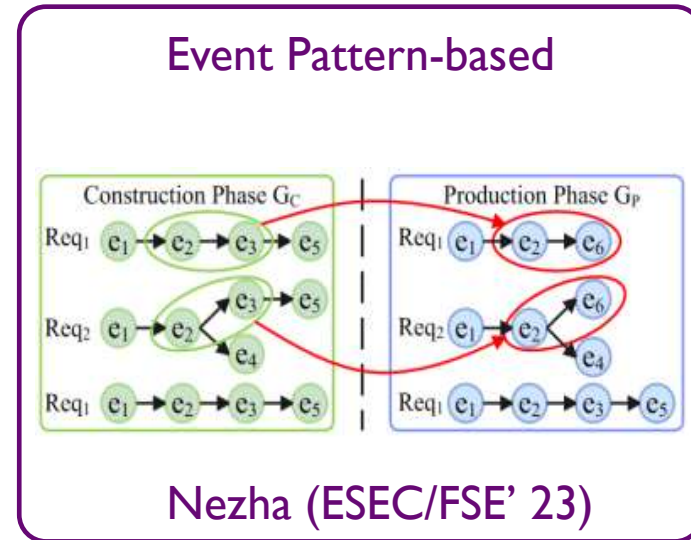 Event Pattern-based
Construction Phase G_C
Req₁ e₁ e₂ e₃ e₅
Req₂ e₁ e₂ e₃ e₅
e₄
Req₁ e₁ e₂ e₃ e₅
Production Phase G_P
Req₁ e₁ e₂ e₆
Req₂ e₁ e₂ e₆
e₄
Req₁ e₁ e₂ e₃ e₅
Nezha (ESEC/FSE’ 23)